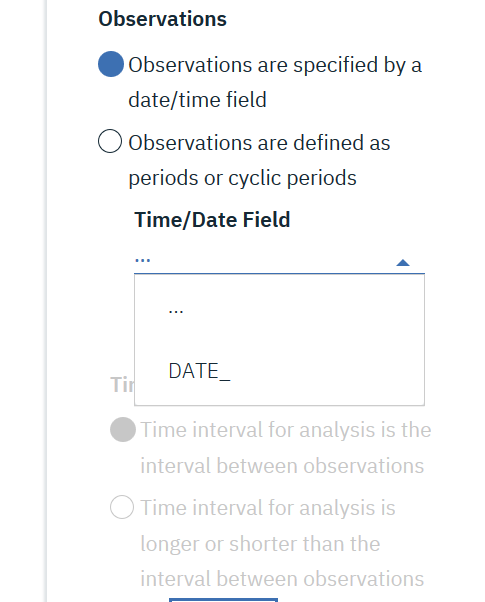 Observations
Observations are specified by a
date/time field
Observations are defined as
periods or cyclic periods
Time/Date Field
...
...
DATE_
Time interval for analysis is the
interval between observations
Time interval for analysis is
longer or shorter than the
interval between observations